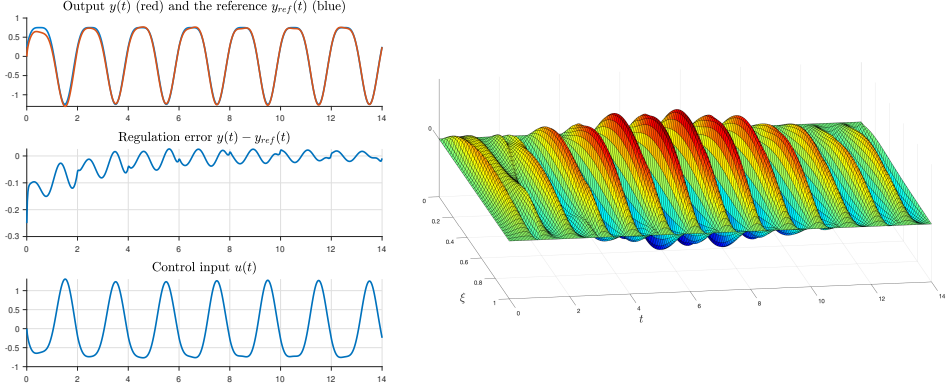 Output y(t) (red) and the reference y_ref(t) (blue)
1
0.5
0
-0.5
-1
0 2 4 6 8 10 12 14
Regulation error y(t) − y_ref(t)
0
-0.1
-0.2
-0.3
0 2 4 6 8 10 12 14
Control input u(t)
1
0.5
0
-0.5
-1
0 2 4 6 8 10 12 14
0
0
0.2
0.4
0.6
0.8
1
ξ
0 2 4 6 8 10 12 14
t